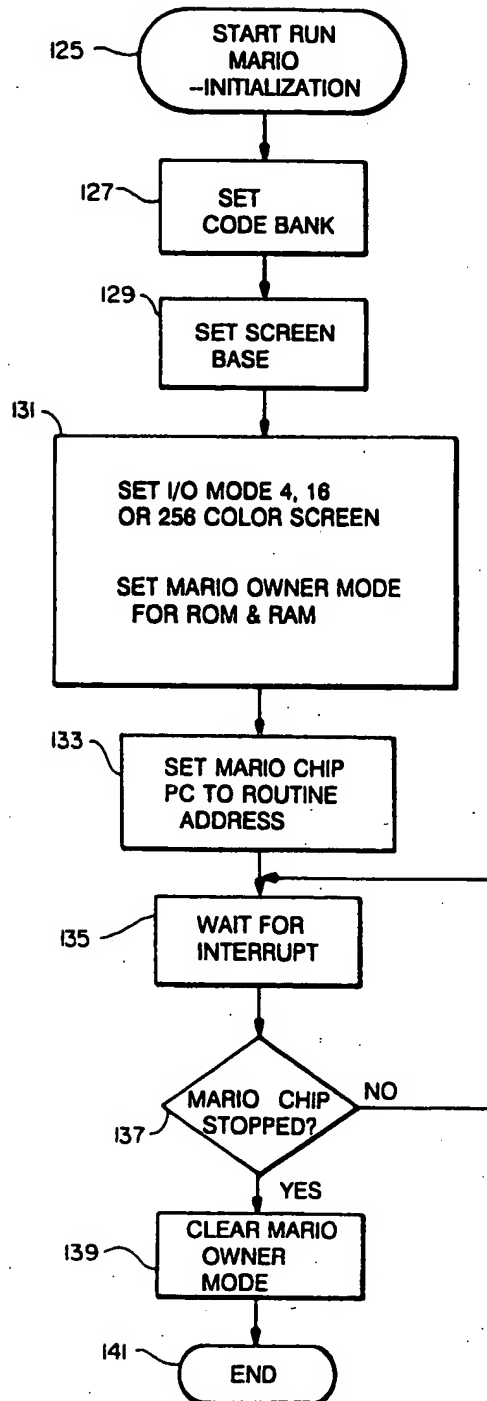 125
START RUN
MARIO
–INITIALIZATION
127
SET
CODE BANK
129
SET SCREEN
BASE
131
SET I/O MODE 4, 16
OR 256 COLOR SCREEN
SET MARIO OWNER MODE
FOR ROM & RAM
133
SET MARIO CHIP
PC TO ROUTINE
ADDRESS
135
WAIT FOR
INTERRUPT
137
MARIO CHIP
STOPPED?
NO
YES
139
CLEAR MARIO
OWNER
MODE
141
END